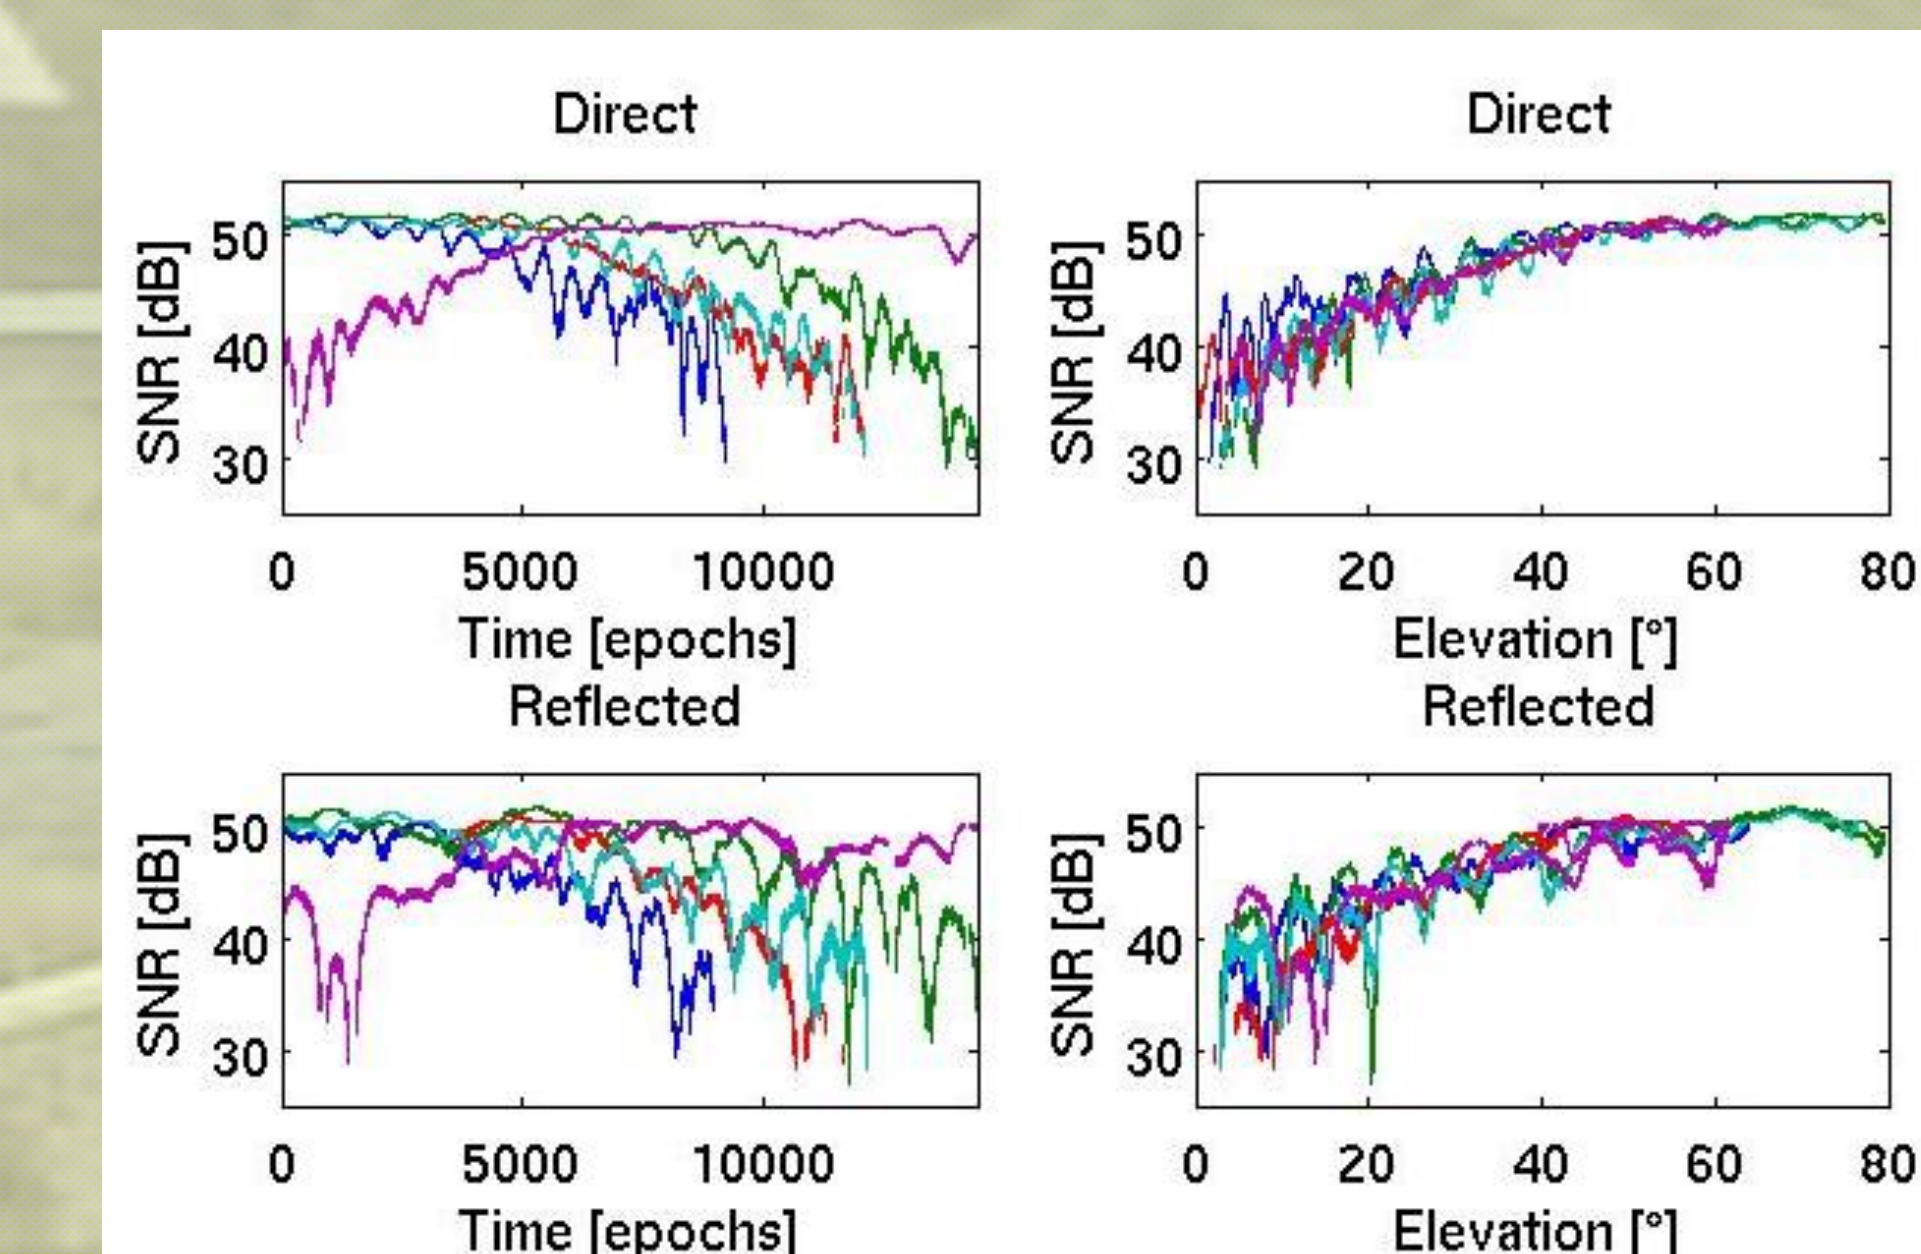 Direct
SNR [dB]
50
40
30
0 5000 10000
Time [epochs]
Direct
SNR [dB]
50
40
30
0 20 40 60 80
Elevation [°]
Reflected
SNR [dB]
50
40
30
0 5000 10000
Time [epochs]
Reflected
SNR [dB]
50
40
30
0 20 40 60 80
Elevation [°]